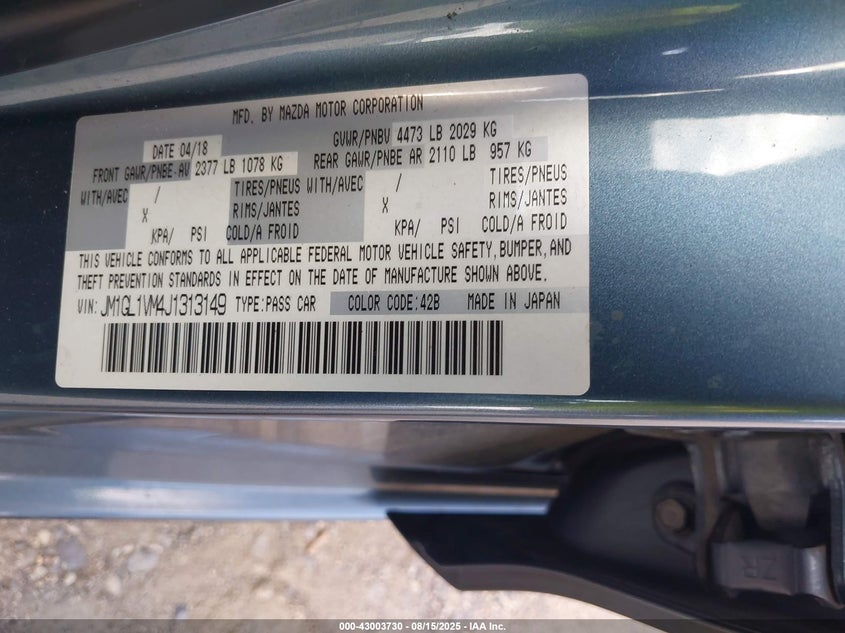 MFD. BY MAZDA MOTOR CORPORATION
DATE 04/18
GVWR/PNBV 4473 LB 2029 KG
FRONT GAWR/PNBE AV 2377 LB 1078 KG
REAR GAWR/PNBE AR 2110 LB 957 KG
WITH/AVEC / TIRES/PNEUS WITH/AVEC / TIRES/PNEUS
X RIMS/JANTES X RIMS/JANTES
KPA/ PSI COLD/A FROID KPA/ PSI COLD/A FROID
THIS VEHICLE CONFORMS TO ALL APPLICABLE FEDERAL MOTOR VEHICLE SAFETY, BUMPER, AND
THEFT PREVENTION STANDARDS IN EFFECT ON THE DATE OF MANUFACTURE SHOWN ABOVE.
VIN: JM1GL1VM4J1313149 TYPE:PASS CAR COLOR CODE:42B MADE IN JAPAN
ZR
000-43003730 - 08/15/2025 - IAA Inc.